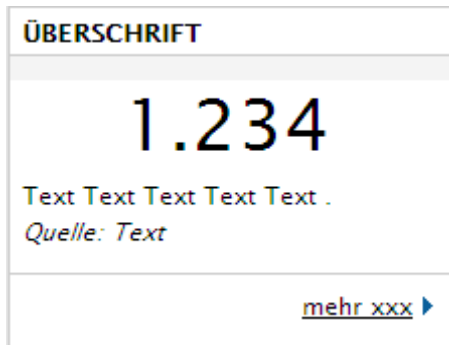 ÜBERSCHRIFT
1.234
Text Text Text Text Text .
Quelle: Text
mehr xxx